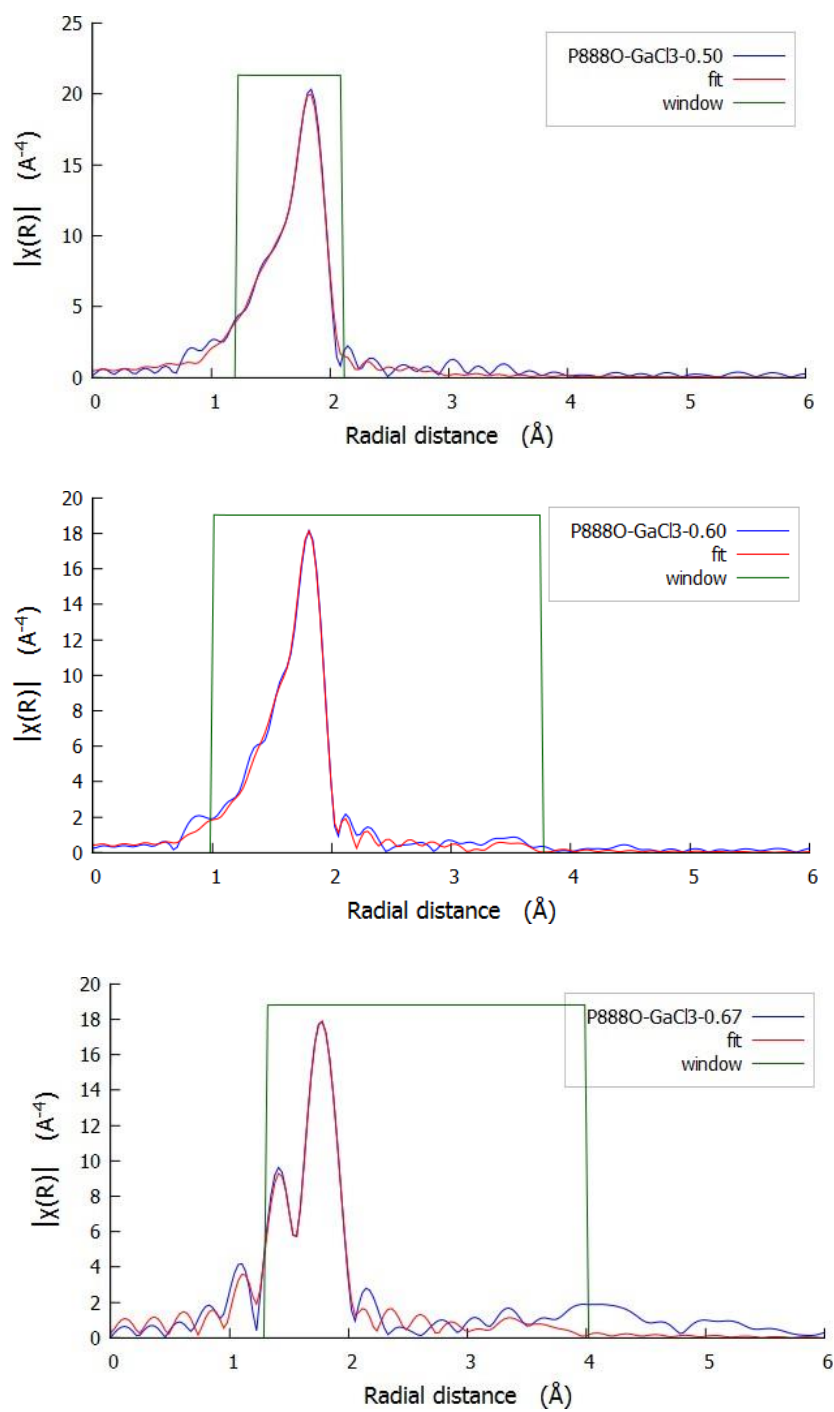 25
20
15
10
5
0
|χ(R)| (A⁻⁴)
P888O-GaCl3-0.50
fit
window
0 1 2 3 4 5 6
Radial distance (Å)
20
18
16
14
12
10
8
6
4
2
0
|χ(R)| (A⁻⁴)
P888O-GaCl3-0.60
fit
window
0 1 2 3 4 5 6
Radial distance (Å)
20
18
16
14
12
10
8
6
4
2
0
|χ(R)| (A⁻⁴)
P888O-GaCl3-0.67
fit
window
0 1 2 3 4 5 6
Radial distance (Å)